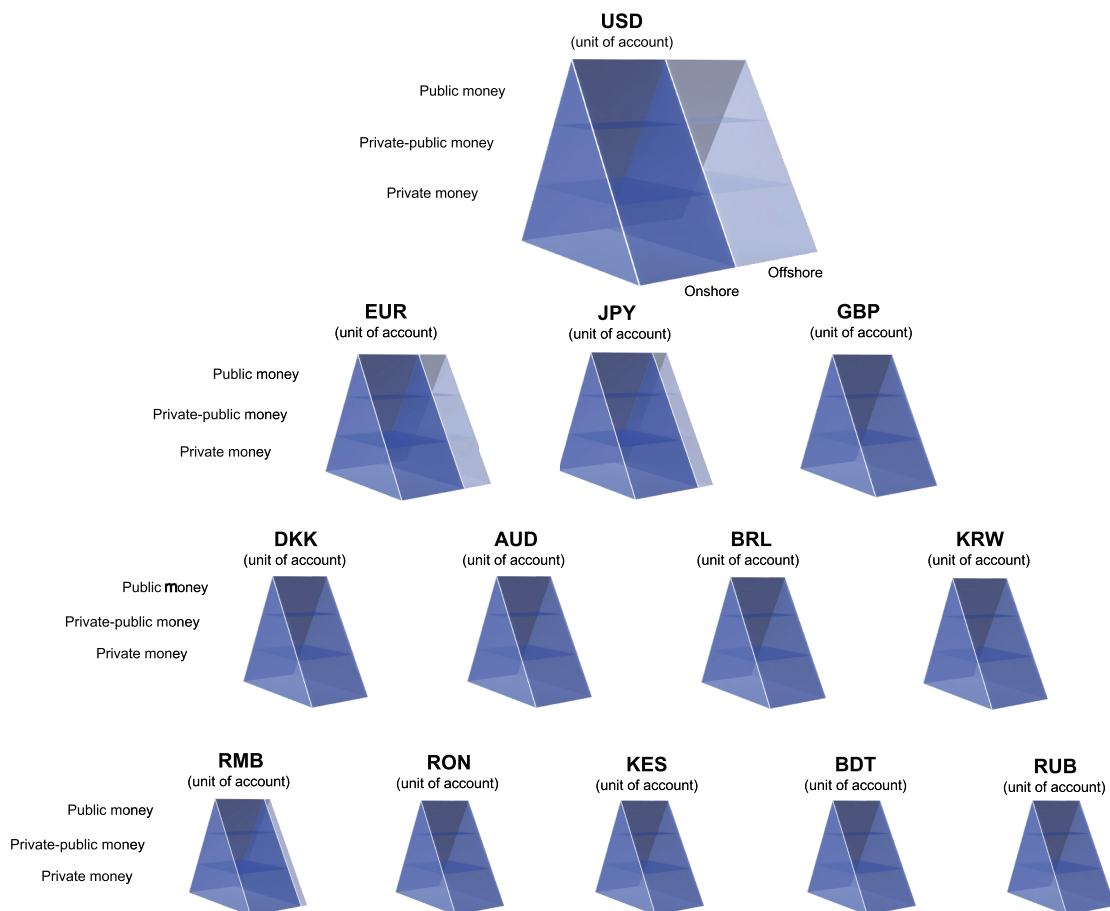 USD
(unit of account)
Public money
Private-public money
Private money
Offshore
Onshore
EUR
(unit of account)
JPY
(unit of account)
GBP
(unit of account)
Public money
Private-public money
Private money
DKK
(unit of account)
AUD
(unit of account)
BRL
(unit of account)
KRW
(unit of account)
Public money
Private-public money
Private money
RMB
(unit of account)
RON
(unit of account)
KES
(unit of account)
BDT
(unit of account)
RUB
(unit of account)
Public money
Private-public money
Private money